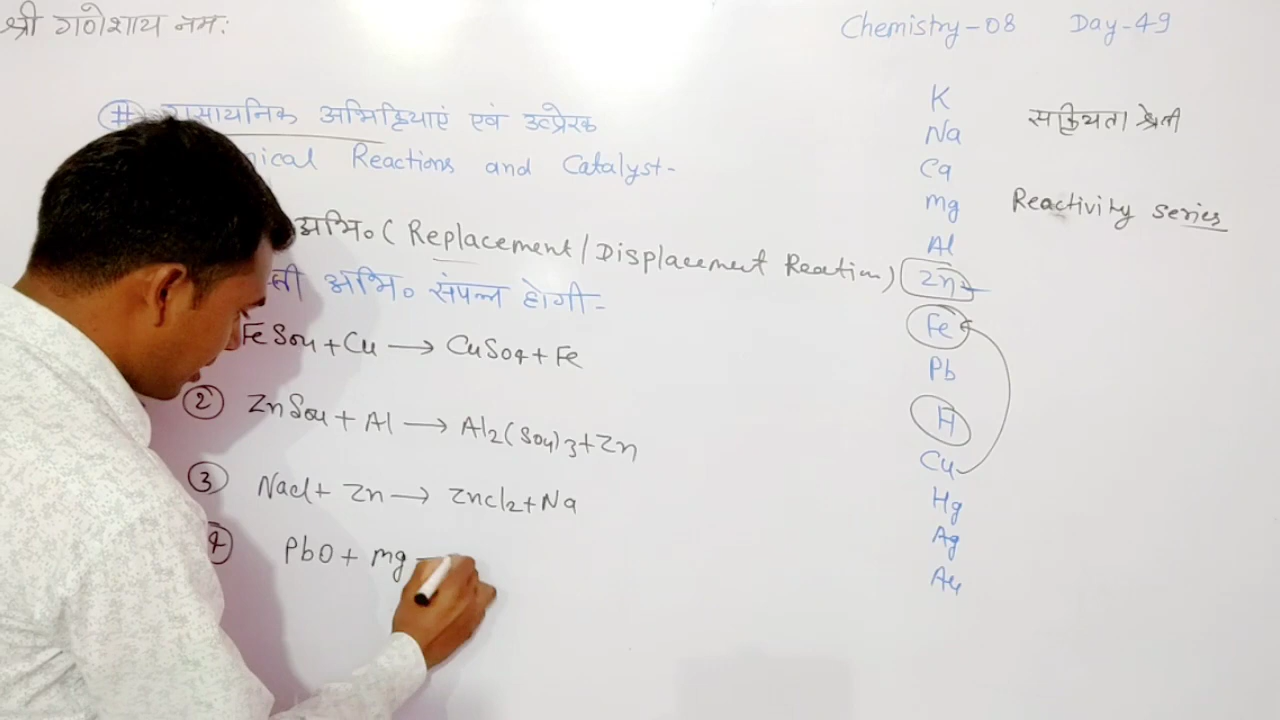 श्री गणेशाय नमः
Chemistry-08 Day-49
# रासायनिक अभिक्रियाएं एवं उत्प्रेरक
Reactions and Catalyst-
अभि० ( Replacement / Displacement Reaction )
अभि० संपन्न होगी-
FeSO4 + Cu → CuSO4 + Fe
② ZnSO4 + Al → Al2(SO4)3 + Zn
③ NaCl + Zn → ZnCl2 + Na
④ PbO + mg
K
Na
Ca
mg
Al
Zn
Fe
Pb
H
Cu
Hg
Ag
Au
सक्रियता श्रेणी
Reactivity series